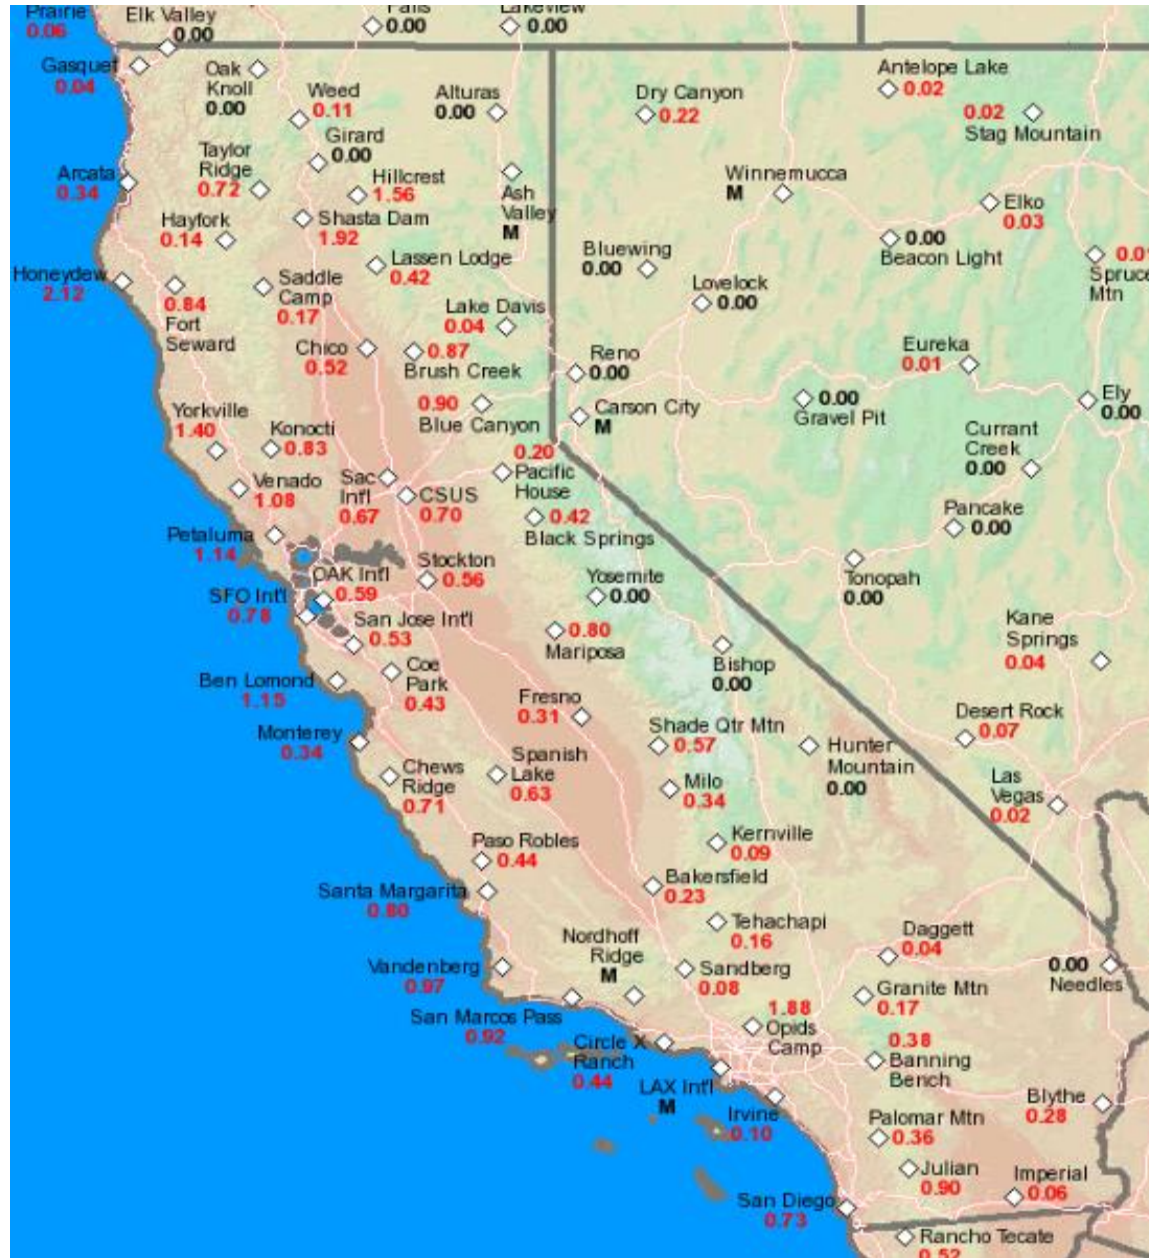 Prairie
0.06
Elk Valley
0.00
Falls
0.00
Lakeview
0.00
Gasquet
0.04
Oak
Knoll
0.00
Weed
0.11
Alturas
0.00
Dry Canyon
0.22
Antelope Lake
0.02
0.02
Stag Mountain
Girard
0.00
Taylor
Ridge
0.72
Arcata
0.34
Hillcrest
1.56
Ash
Valley
M
Winnemucca
M
Elko
0.03
Hayfork
0.14
Shasta Dam
1.92
0.00
Beacon Light
Bluewing
0.00
0.01
Spruce
Mtn
Honeydew
2.12
0.84
Fort
Seward
Saddle
Camp
0.17
Lassen Lodge
0.42
Lovelock
0.00
Lake Davis
0.04
Chico
0.52
0.87
Brush Creek
Reno
0.00
Eureka
0.01
0.90
Blue Canyon
Carson City
M
0.00
Gravel Pit
Ely
0.00
Yorkville
1.40
Konocti
0.83
Currant
Creek
0.00
0.20
Pacific
House
Venado
1.08
Sac
Int'l
0.67
CSUS
0.70
Pancake
0.00
0.42
Black Springs
Petaluma
1.14
Stockton
0.56
OAK Int'l
0.59
Yosemite
0.00
Tonopah
0.00
SFO Int'l
0.78
San Jose Int'l
0.53
0.80
Mariposa
Kane
Springs
0.04
Bishop
0.00
Ben Lomond
1.15
Coe
Park
0.43
Fresno
0.31
Monterey
0.34
Shade Qtr Mtn
0.57
Hunter
Mountain
0.00
Desert Rock
0.07
Chews
Ridge
0.71
Spanish
Lake
0.63
Milo
0.34
Las
Vegas
0.02
Kernville
0.09
Paso Robles
0.44
Santa Margarita
0.80
Bakersfield
0.23
Tehachapi
0.16
Nordhoff
Ridge
M
Daggett
0.04
Vandenberg
0.97
Sandberg
0.08
0.00
Needles
Granite Mtn
0.17
San Marcos Pass
0.92
1.88
Opids
Camp
Circle X
Ranch
0.44
0.38
Banning
Bench
LAX Int'l
M
Irvine
0.10
Blythe
0.28
Palomar Mtn
0.36
Julian
0.90
Imperial
0.06
San Diego
0.73
Rancho Tecate
0.52